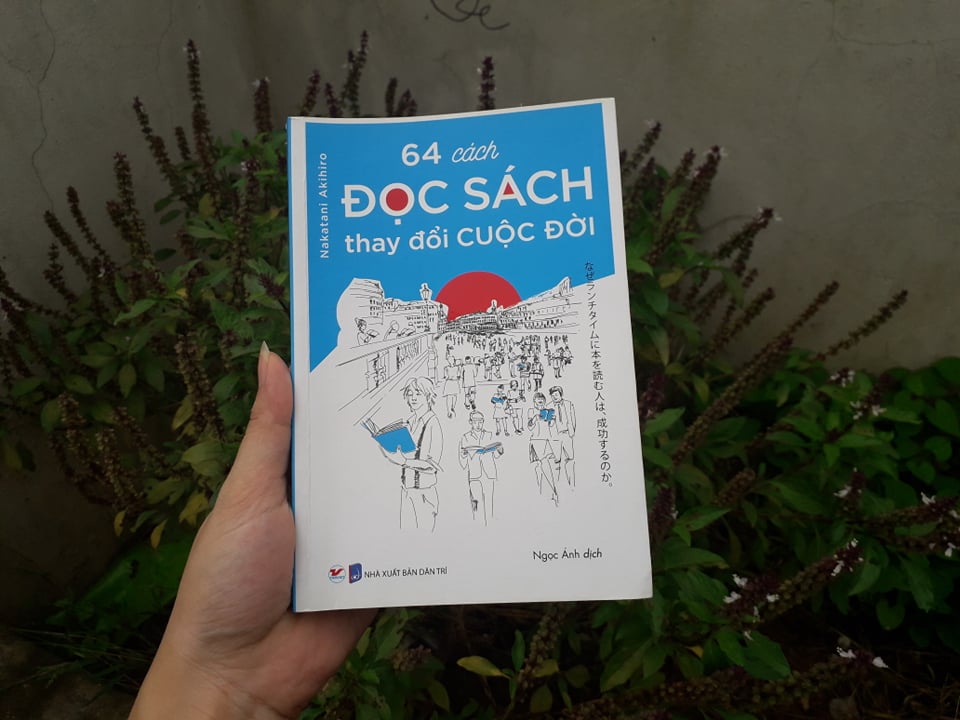 Nakatani Akihiro
64 cách
ĐỌC SÁCH
thay đổi CUỘC ĐỜI
なぜランチタイムに本を読む人は、成功するのか。
Ngọc Ánh dịch
NHÀ XUẤT BẢN DÂN TRÍ